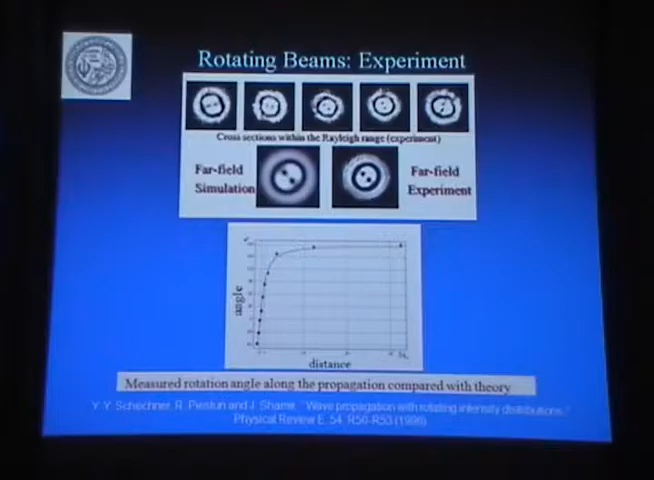 Rotating Beams: Experiment
Cross sections within the Rayleigh range (experiment)
Far-field
Simulation
Far-field
Experiment
angle
distance
Measured rotation angle along the propagation compared with theory
Y. Y. Schechner, R. Piestun and J. Shamir, "Wave propagation with rotating intensity distributions,"
Physical Review E, 54, R50-R53 (1996)